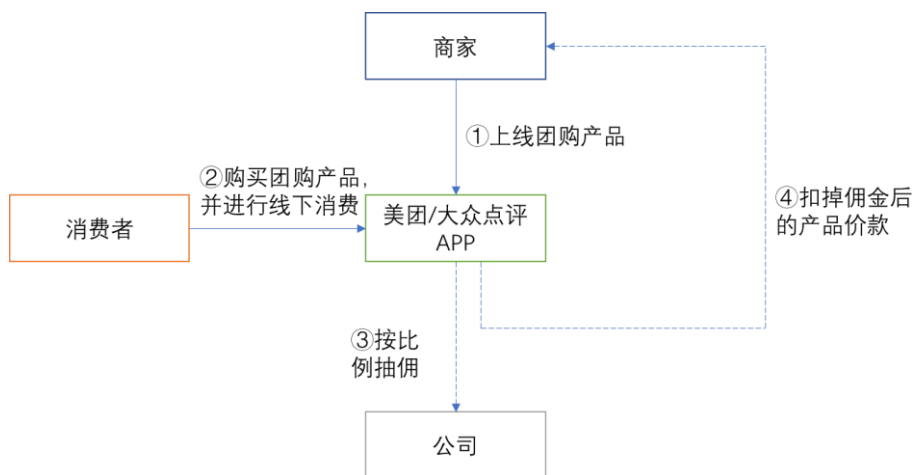 商家
①上线团购产品
②购买团购产品，
并进行线下消费
消费者
美团/大众点评
APP
④扣掉佣金后
的产品价款
③按比
例抽佣
公司